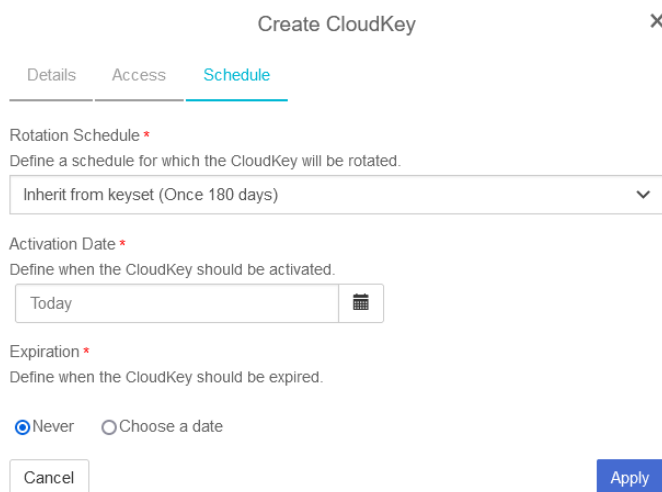 Create CloudKey
Details Access Schedule
Rotation Schedule *
Define a schedule for which the CloudKey will be rotated.
Inherit from keyset (Once 180 days)
Activation Date *
Define when the CloudKey should be activated.
Today
Expiration *
Define when the CloudKey should be expired.
Never Choose a date
Cancel Apply